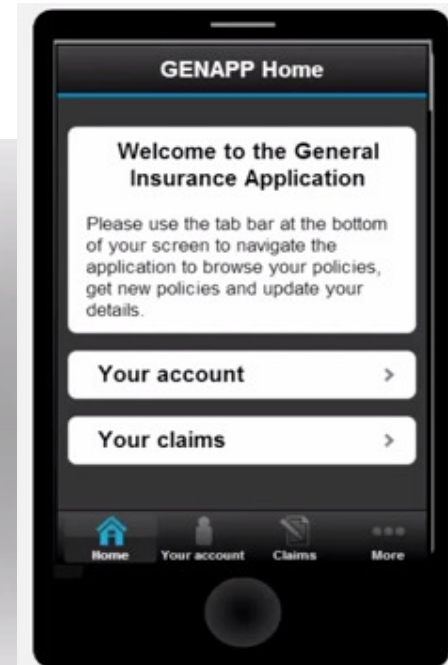 GENAPP Home
Welcome to the General
Insurance Application
Please use the tab bar at the bottom
of your screen to navigate the
application to browse your policies,
get new policies and update your
details.
Your account
Your claims
Home Your account Claims More